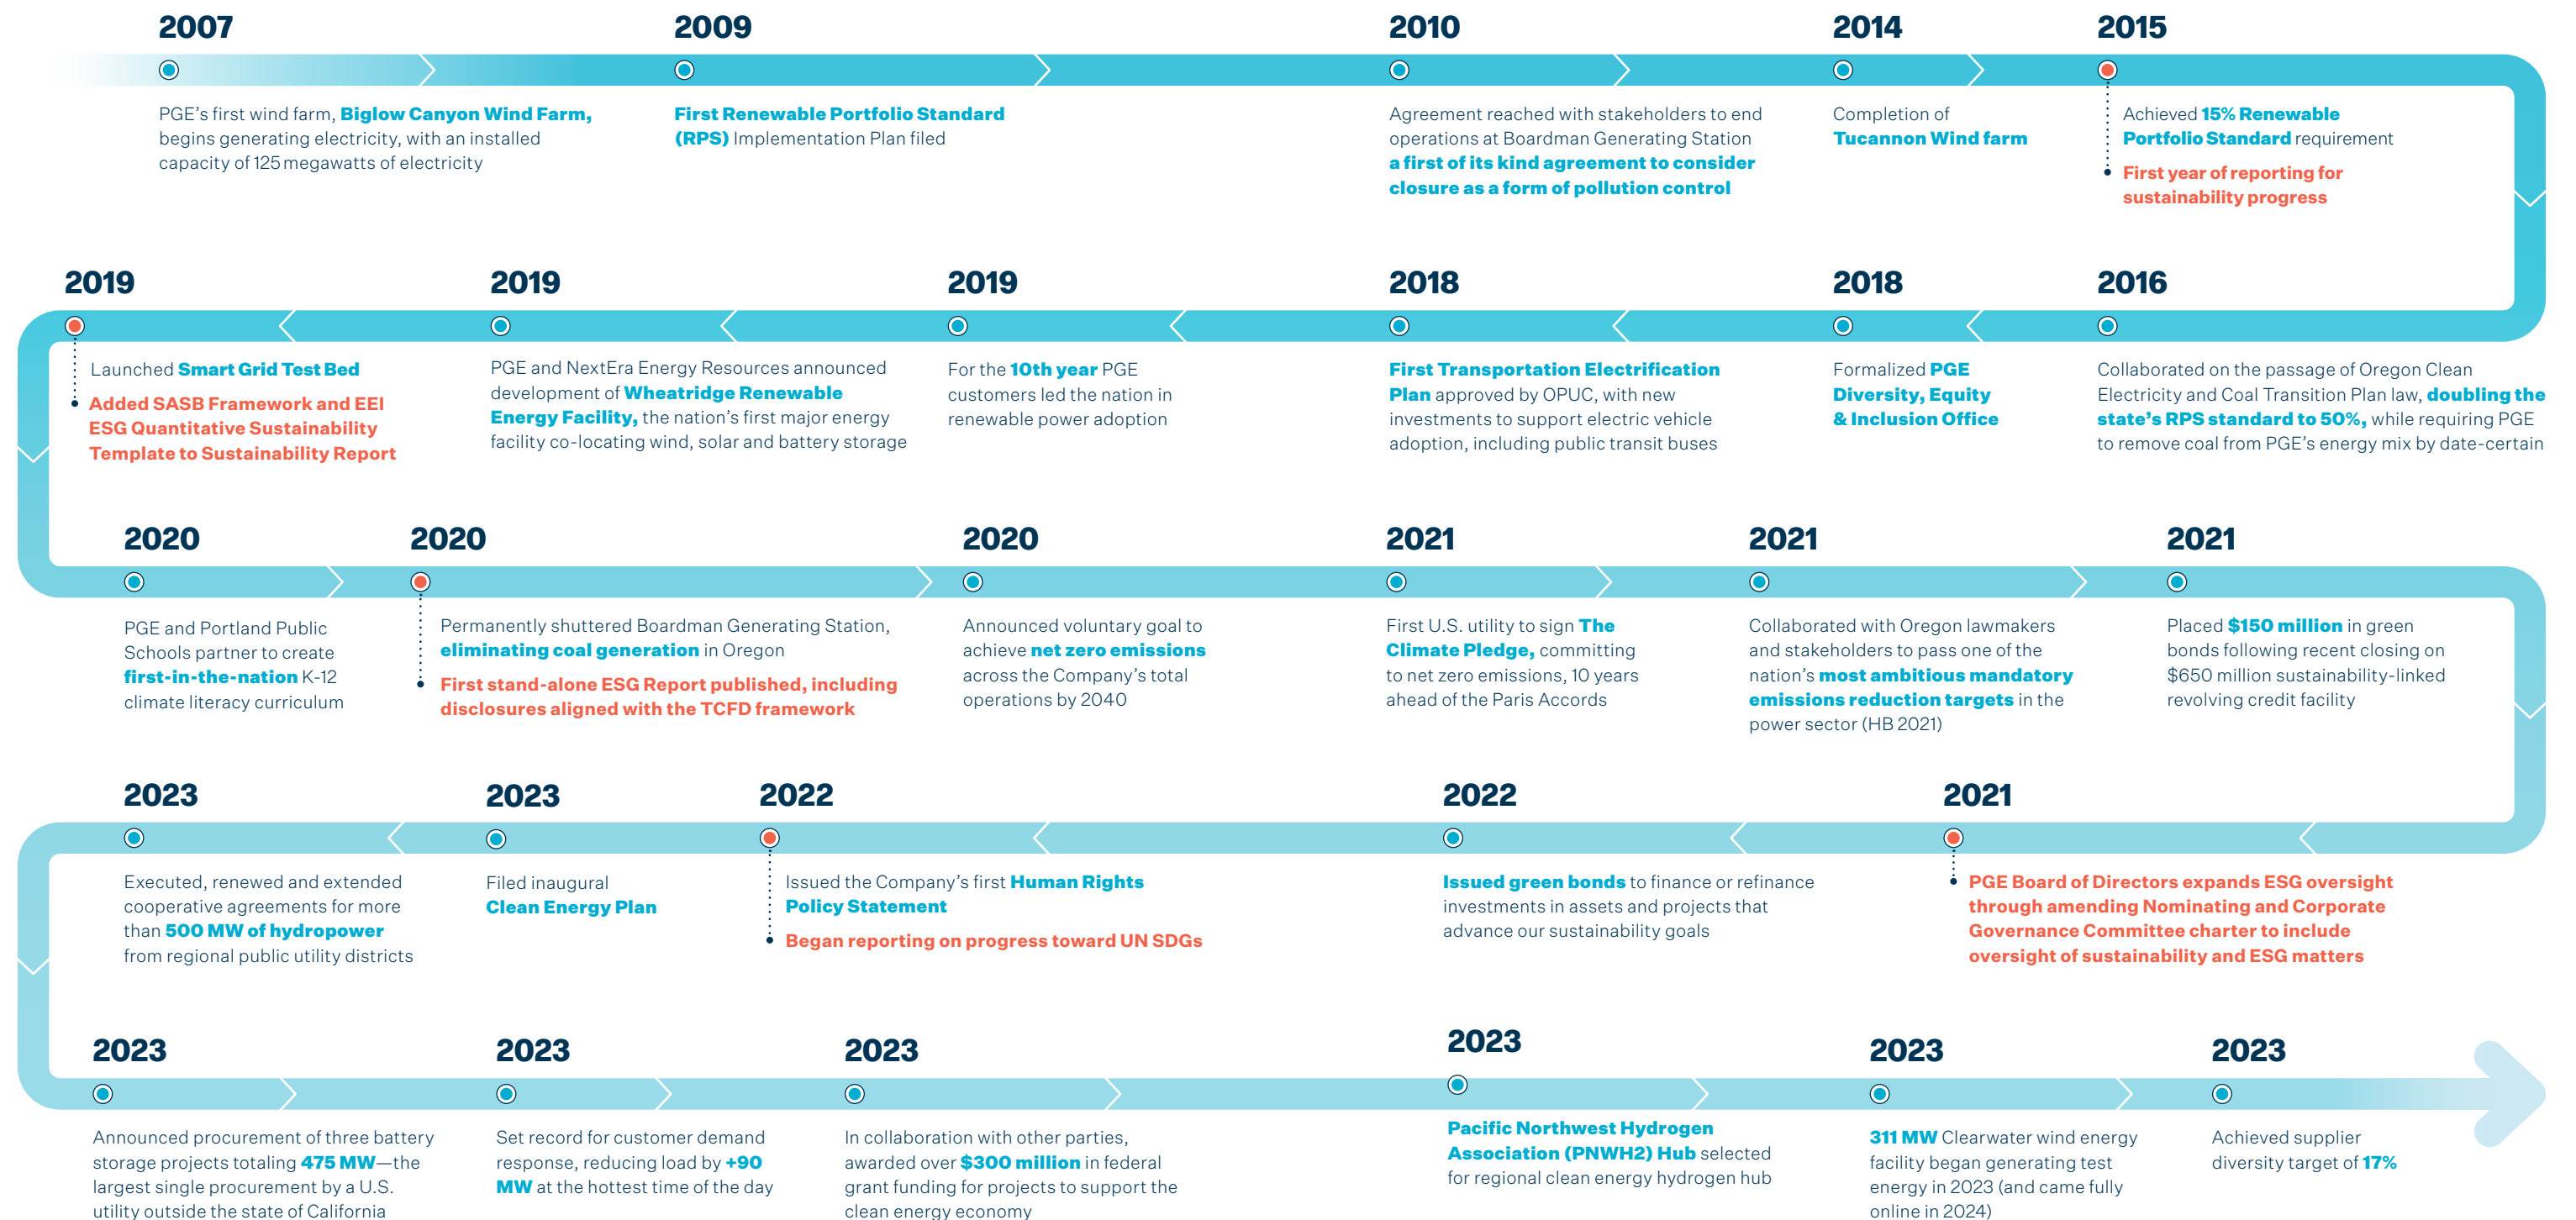 2007
PGE's first wind farm, Biglow Canyon Wind Farm,
begins generating electricity, with an installed
capacity of 125 megawatts of electricity
2009
First Renewable Portfolio Standard
(RPS) Implementation Plan filed
2010
Agreement reached with stakeholders to end
operations at Boardman Generating Station
a first of its kind agreement to consider
closure as a form of pollution control
2014
Completion of
Tucannon Wind farm
2015
Achieved 15% Renewable
Portfolio Standard requirement
First year of reporting for
sustainability progress
2016
Collaborated on the passage of Oregon Clean
Electricity and Coal Transition Plan law, doubling the
state's RPS standard to 50%, while requiring PGE
to remove coal from PGE's energy mix by date-certain
2018
Formalized PGE
Diversity, Equity
& Inclusion Office
2018
First Transportation Electrification
Plan approved by OPUC, with new
investments to support electric vehicle
adoption, including public transit buses
2019
For the 10th year PGE
customers led the nation in
renewable power adoption
2019
PGE and NextEra Energy Resources announced
development of Wheatridge Renewable
Energy Facility, the nation's first major energy
facility co-locating wind, solar and battery storage
2019
Launched Smart Grid Test Bed
Added SASB Framework and EEI
ESG Quantitative Sustainability
Template to Sustainability Report
2020
PGE and Portland Public
Schools partner to create
first-in-the-nation K-12
climate literacy curriculum
2020
Permanently shuttered Boardman Generating Station,
eliminating coal generation in Oregon
First stand-alone ESG Report published, including
disclosures aligned with the TCFD framework
2020
Announced voluntary goal to
achieve net zero emissions
across the Company's total
operations by 2040
2021
First U.S. utility to sign The
Climate Pledge, committing
to net zero emissions, 10 years
ahead of the Paris Accords
2021
Collaborated with Oregon lawmakers
and stakeholders to pass one of the
nation's most ambitious mandatory
emissions reduction targets in the
power sector (HB 2021)
2021
Placed $150 million in green
bonds following recent closing on
$650 million sustainability-linked
revolving credit facility
2021
PGE Board of Directors expands ESG oversight
through amending Nominating and Corporate
Governance Committee charter to include
oversight of sustainability and ESG matters
2022
Issued green bonds to finance or refinance
investments in assets and projects that
advance our sustainability goals
2022
Issued the Company's first Human Rights
Policy Statement
Began reporting on progress toward UN SDGs
2023
Filed inaugural
Clean Energy Plan
2023
Executed, renewed and extended
cooperative agreements for more
than 500 MW of hydropower
from regional public utility districts
2023
Announced procurement of three battery
storage projects totaling 475 MW—the
largest single procurement by a U.S.
utility outside the state of California
2023
Set record for customer demand
response, reducing load by +90
MW at the hottest time of the day
2023
In collaboration with other parties,
awarded over $300 million in federal
grant funding for projects to support the
clean energy economy
2023
Pacific Northwest Hydrogen
Association (PNWH2) Hub selected
for regional clean energy hydrogen hub
2023
311 MW Clearwater wind energy
facility began generating test
energy in 2023 (and came fully
online in 2024)
2023
Achieved supplier
diversity target of 17%